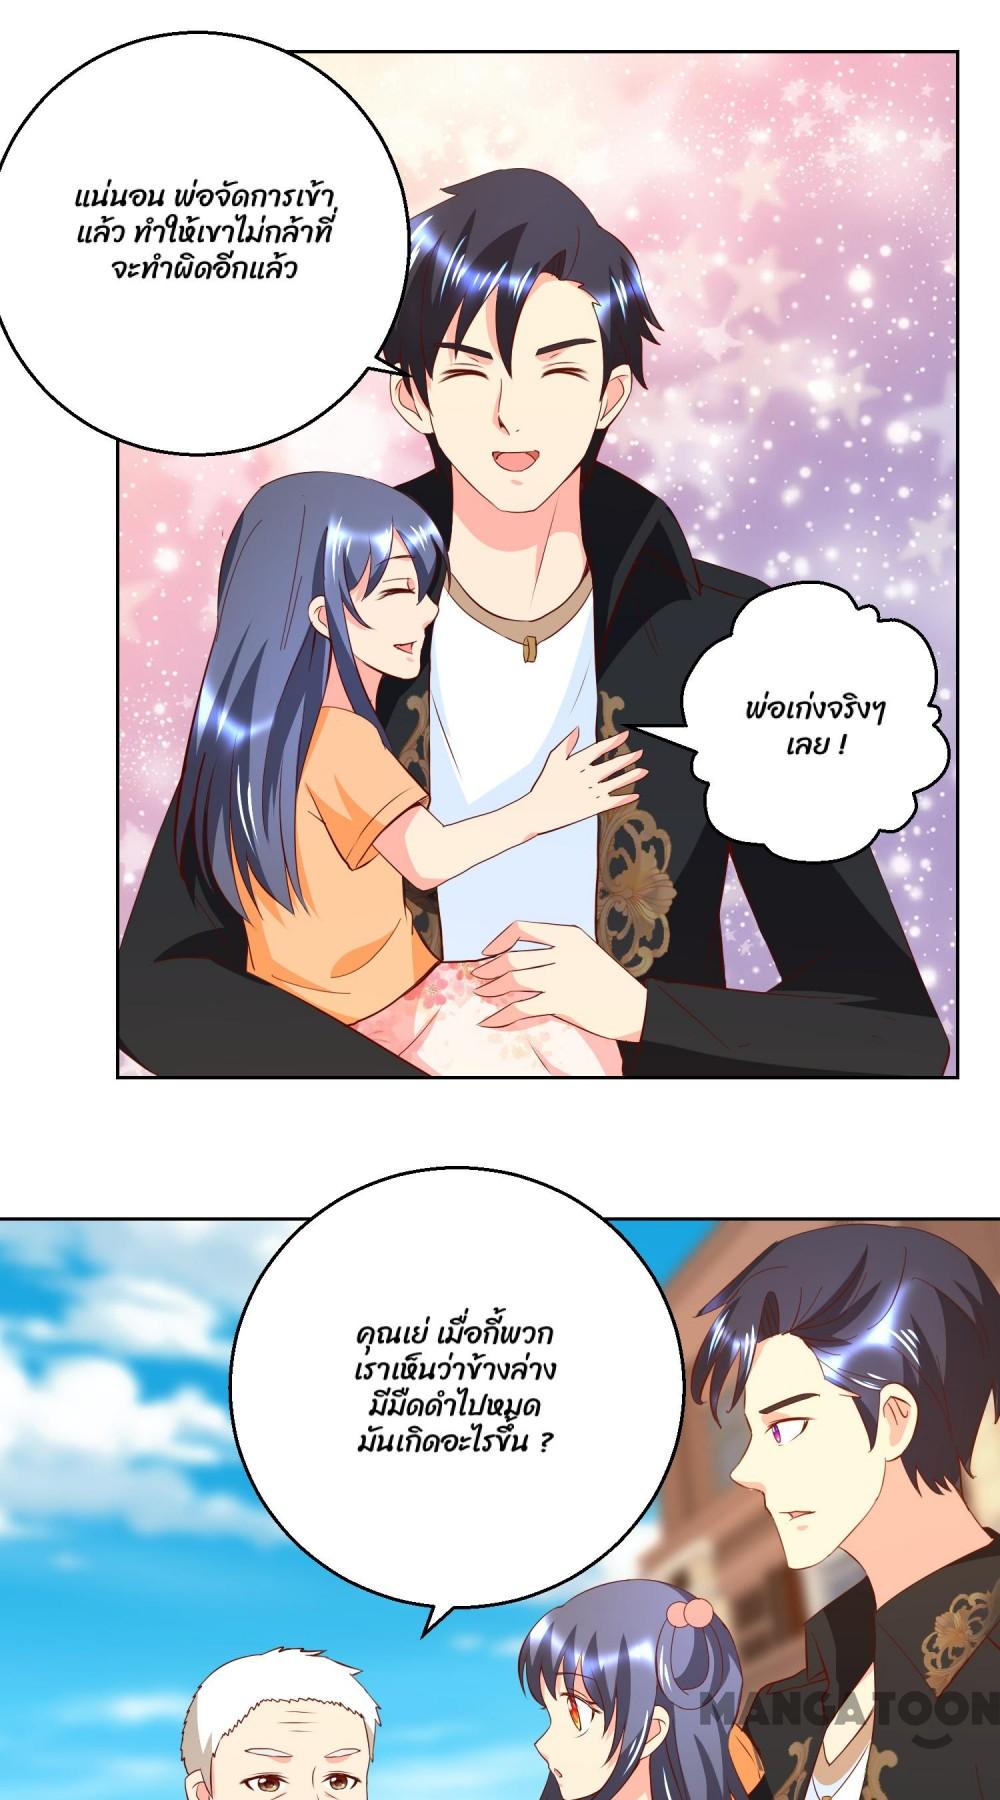 แน่นอน พ่อจัดการเข้า
แล้ว ทำให้เขาไม่กล้าที่
จะทำผิดอีกแล้ว
พ่อเก่งจริงๆ
เลย !
คุณเย่ เมื่อกี้พวก
เราเห็นว่าข้างล่าง
มีมืดดำไปหมด
มันเกิดอะไรขึ้น ?
MANGATOON